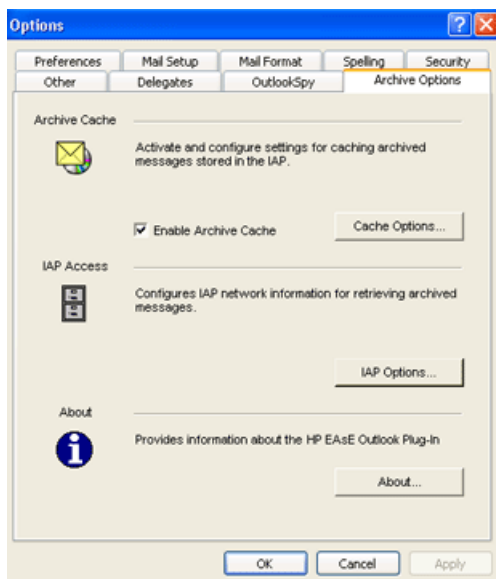 Options
Preferences Mail Setup Mail Format Spelling Security
Other Delegates OutlookSpy Archive Options
Archive Cache
Activate and configure settings for caching archived
messages stored in the IAP.
Enable Archive Cache Cache Options...
IAP Access
Configures IAP network information for retrieving archived
messages.
IAP Options...
About
Provides information about the HP EAsE Outlook Plug-In
About...
OK Cancel Apply